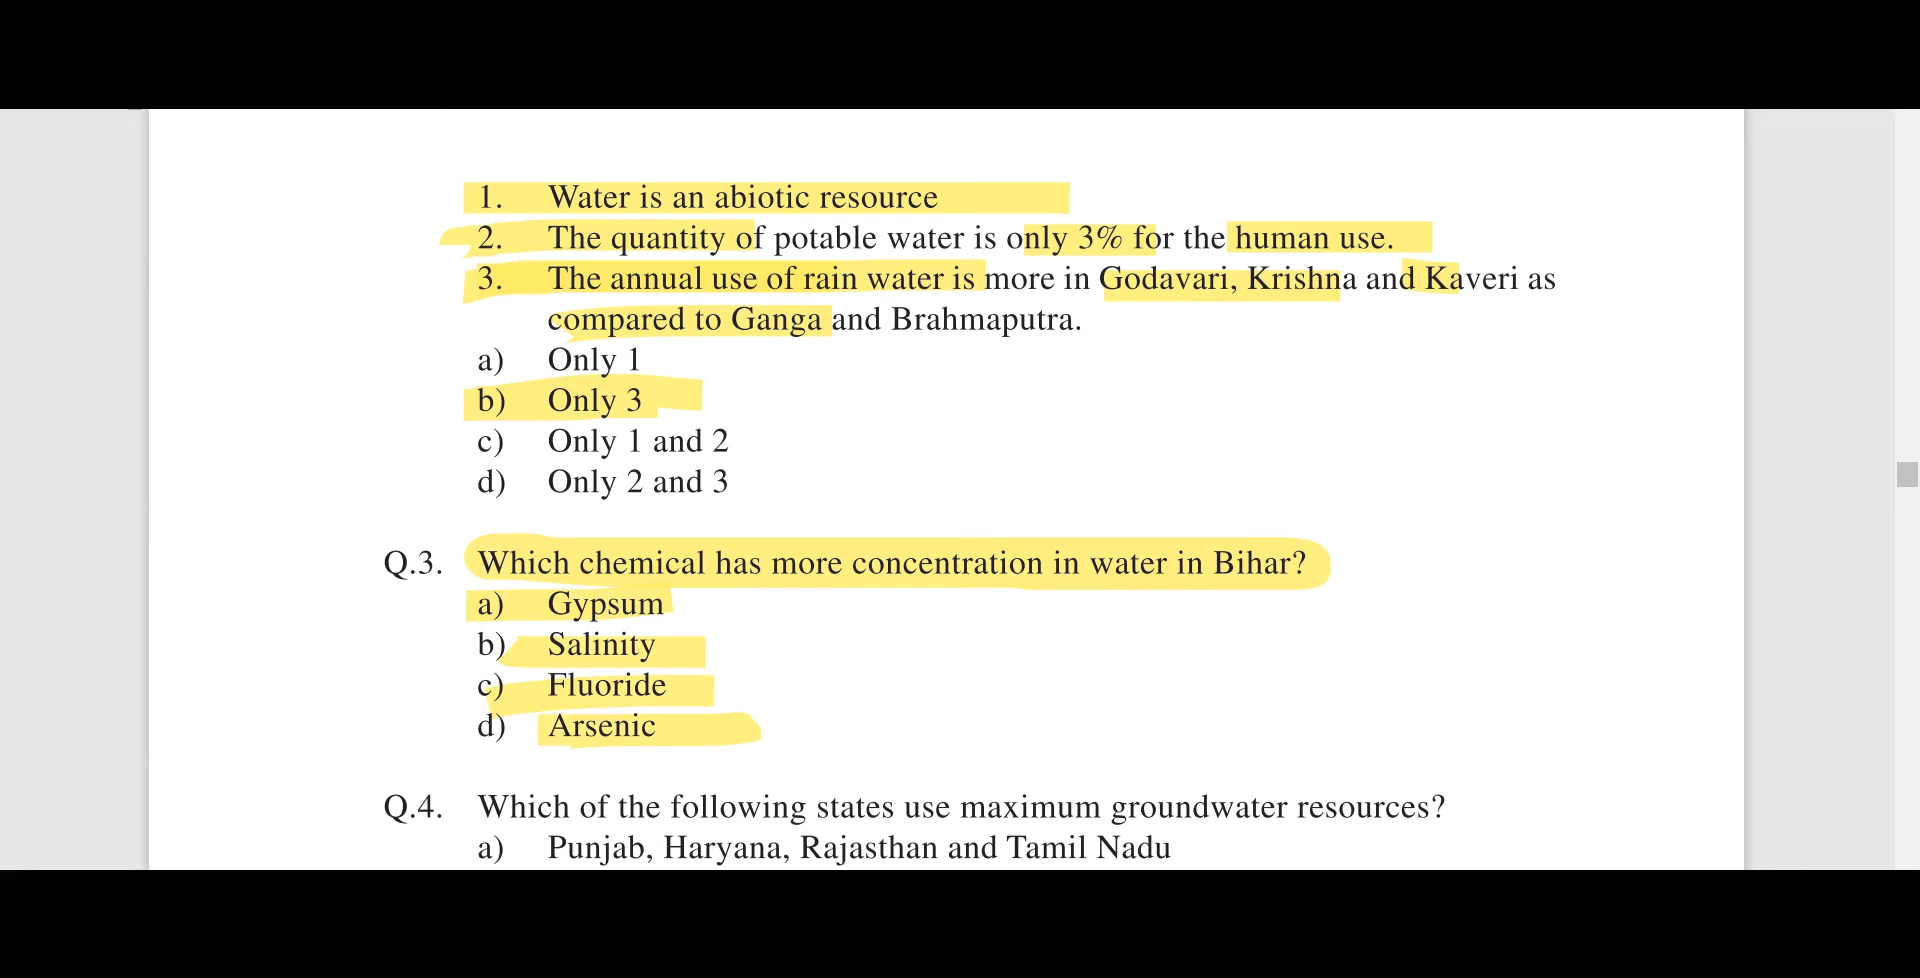 1. Water is an abiotic resource
2. The quantity of potable water is only 3% for the human use.
3. The annual use of rain water is more in Godavari, Krishna and Kaveri as
compared to Ganga and Brahmaputra.
a) Only 1
b) Only 3
c) Only 1 and 2
d) Only 2 and 3
Q.3. Which chemical has more concentration in water in Bihar?
a) Gypsum
b) Salinity
c) Fluoride
d) Arsenic
Q.4. Which of the following states use maximum groundwater resources?
a) Punjab, Haryana, Rajasthan and Tamil Nadu